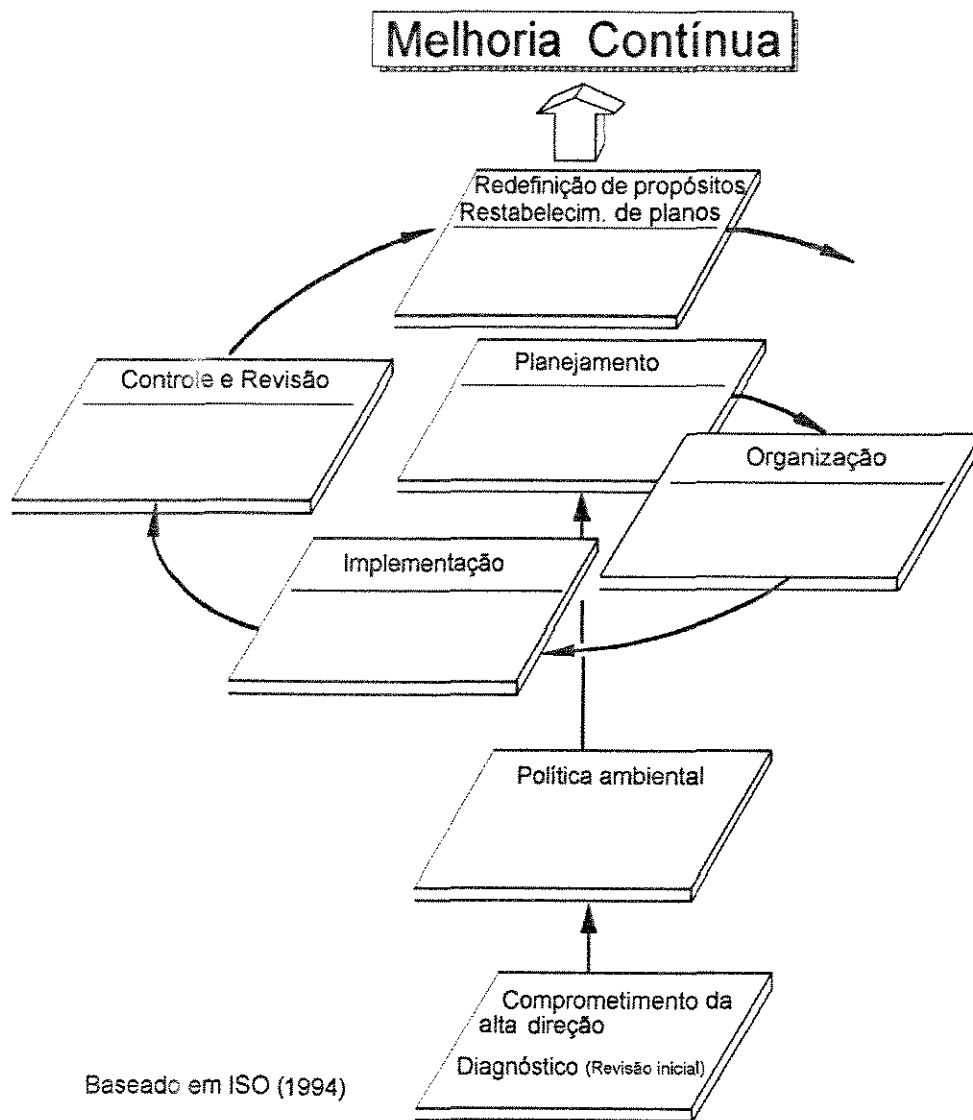 Melhoria Contínua
Redefinição de propósitos
Restabelecim. de planos
Controle e Revisão
Planejamento
Organização
Implementação
Política ambiental
Comprometimento da
alta direção
Diagnóstico (Revisão inicial)
Baseado em ISO (1994)